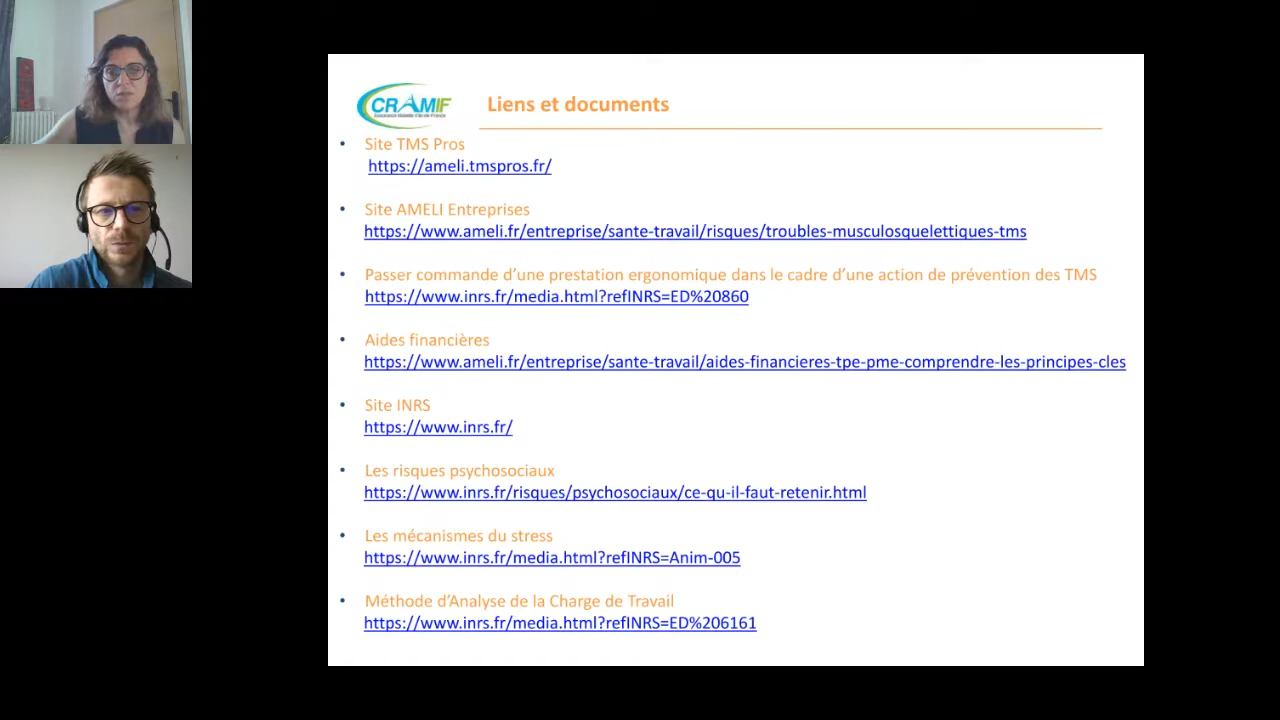 CRAMIF
Assurance Maladie d'Ile-de-France
Liens et documents
• Site TMS Pros
https://ameli.tmspros.fr/
• Site AMELI Entreprises
https://www.ameli.fr/entreprise/sante-travail/risques/troubles-musculosquelettiques-tms
• Passer commande d’une prestation ergonomique dans le cadre d’une action de prévention des TMS
https://www.inrs.fr/media.html?refINRS=ED%20860
• Aides financières
https://www.ameli.fr/entreprise/sante-travail/aides-financieres-tpe-pme-comprendre-les-principes-cles
• Site INRS
https://www.inrs.fr/
• Les risques psychosociaux
https://www.inrs.fr/risques/psychosociaux/ce-qu-il-faut-retenir.html
• Les mécanismes du stress
https://www.inrs.fr/media.html?refINRS=Anim-005
• Méthode d’Analyse de la Charge de Travail
https://www.inrs.fr/media.html?refINRS=ED%206161